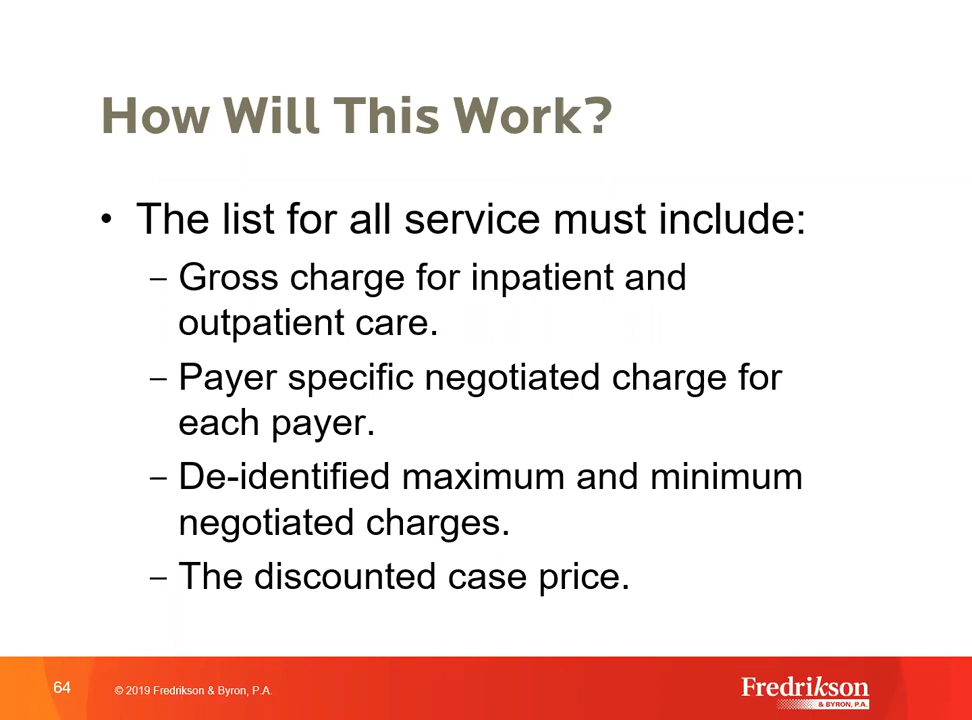 How Will This Work?
• The list for all service must include:
– Gross charge for inpatient and
outpatient care.
– Payer specific negotiated charge for
each payer.
– De-identified maximum and minimum
negotiated charges.
– The discounted case price.
64
© 2019 Fredrikson & Byron, P.A.
Fredrikson
& BYRON, P.A.